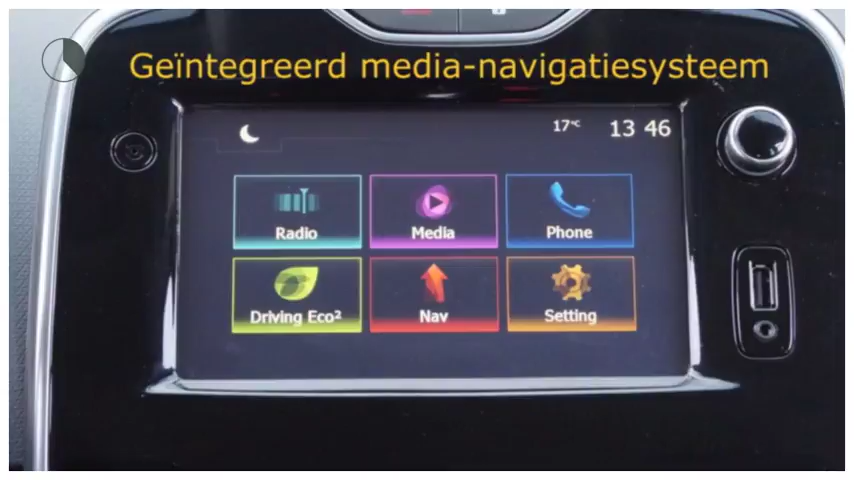 Geïntegreerd media-navigatiesysteem
17°C 13 46
Radio Media Phone
Driving Eco² Nav Setting